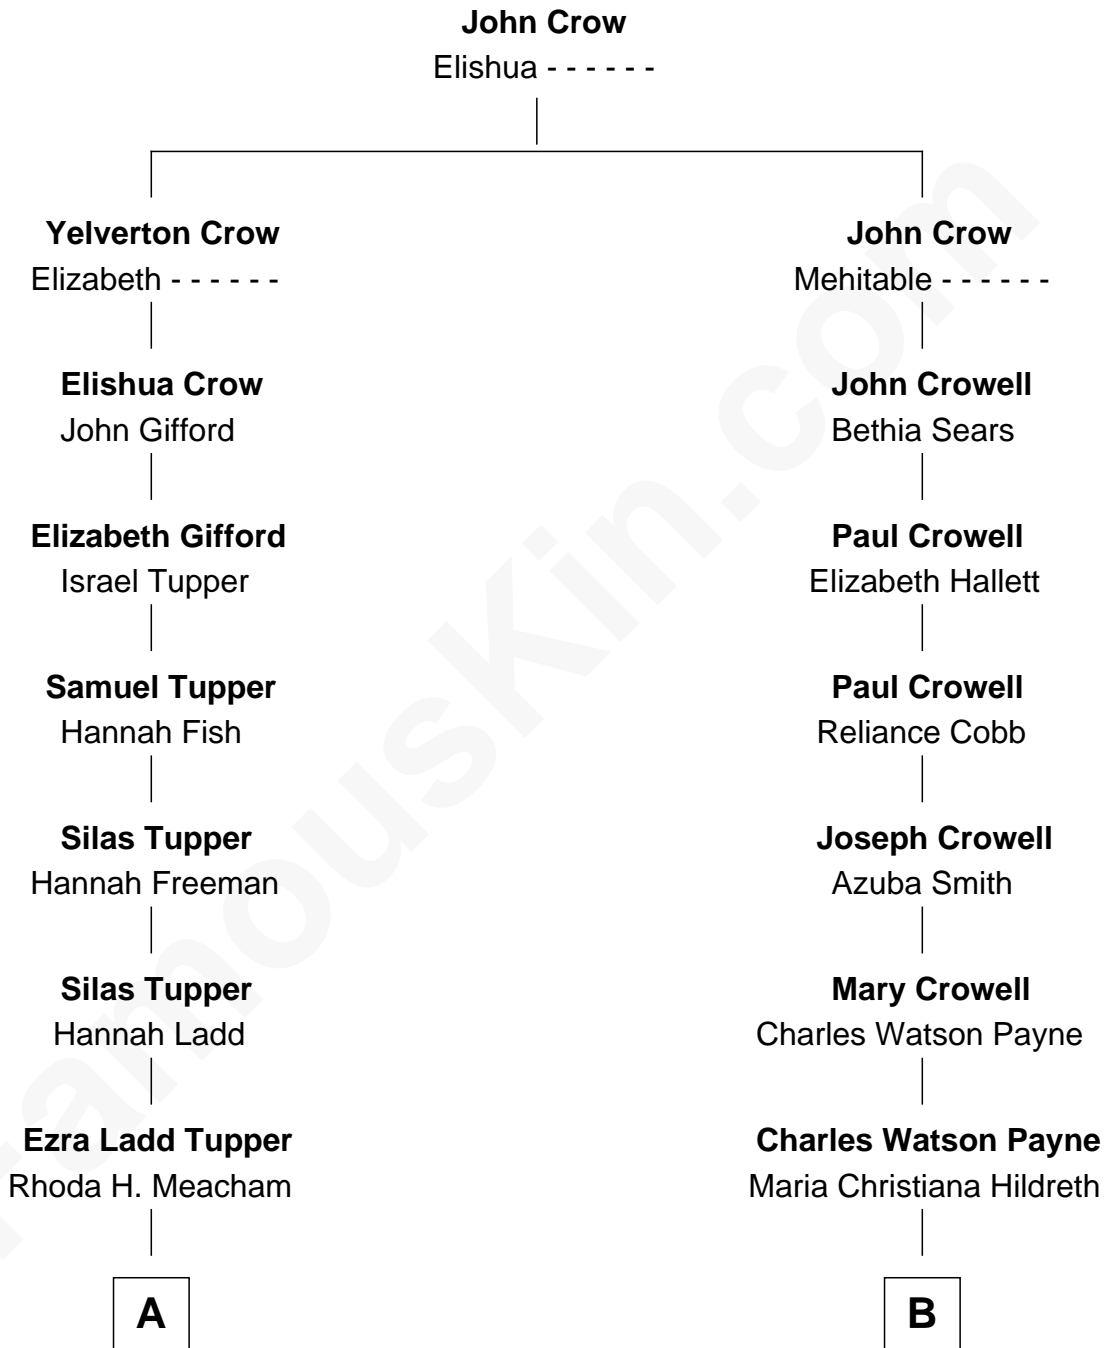 John Crow
Elishua - - - - - -
Yelverton Crow
Elizabeth - - - - - -
John Crow
Mehitable - - - - - -
Elishua Crow
John Gifford
John Crowell
Bethia Sears
Elizabeth Gifford
Israel Tupper
Paul Crowell
Elizabeth Hallett
Samuel Tupper
Hannah Fish
Paul Crowell
Reliance Cobb
Silas Tupper
Hannah Freeman
Joseph Crowell
Azuba Smith
Silas Tupper
Hannah Ladd
Mary Crowell
Charles Watson Payne
Ezra Ladd Tupper
Rhoda H. Meacham
Charles Watson Payne
Maria Christiana Hildreth
A
B
FamousKin.com